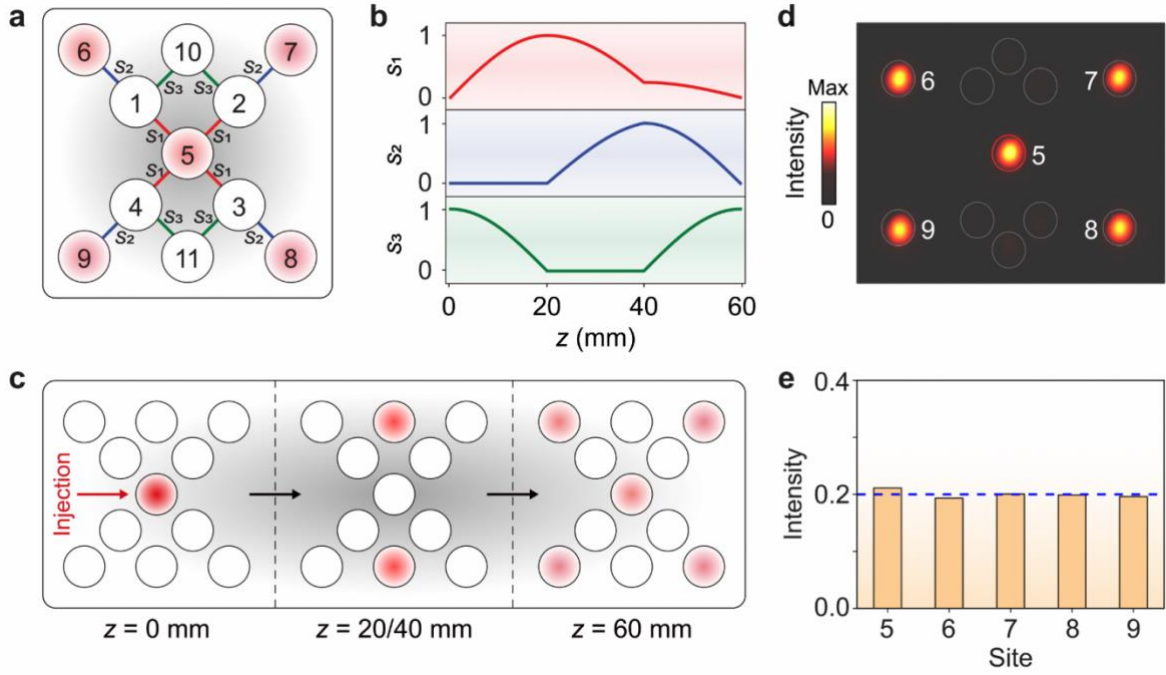 a
6
10
7
S2
S3
S3
S2
1
2
S1
S1
5
S1
S1
4
S3
S3
3
S2
S2
9
11
8
b
S1
1
0
S2
1
0
S3
1
0
0 20 40 60
z (mm)
c
Injection
z = 0 mm
z = 20/40 mm
z = 60 mm
d
Max
Intensity
0
6
7
5
9
8
e
Intensity
0.4
0.2
0.0
5 6 7 8 9
Site